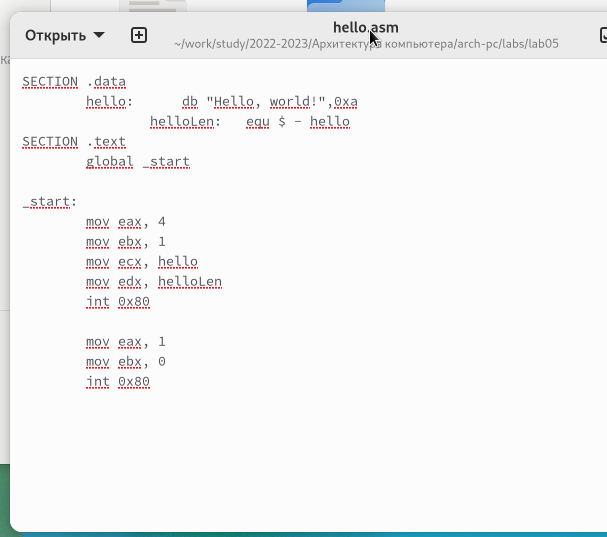 Открыть
hello.asm
~/work/study/2022-2023/Архитектура компьютера/arch-pc/labs/lab05
SECTION .data
hello: db "Hello, world!",0xa
helloLen: equ $ - hello
SECTION .text
global _start
_start:
mov eax, 4
mov ebx, 1
mov ecx, hello
mov edx, helloLen
int 0x80
mov eax, 1
mov ebx, 0
int 0x80